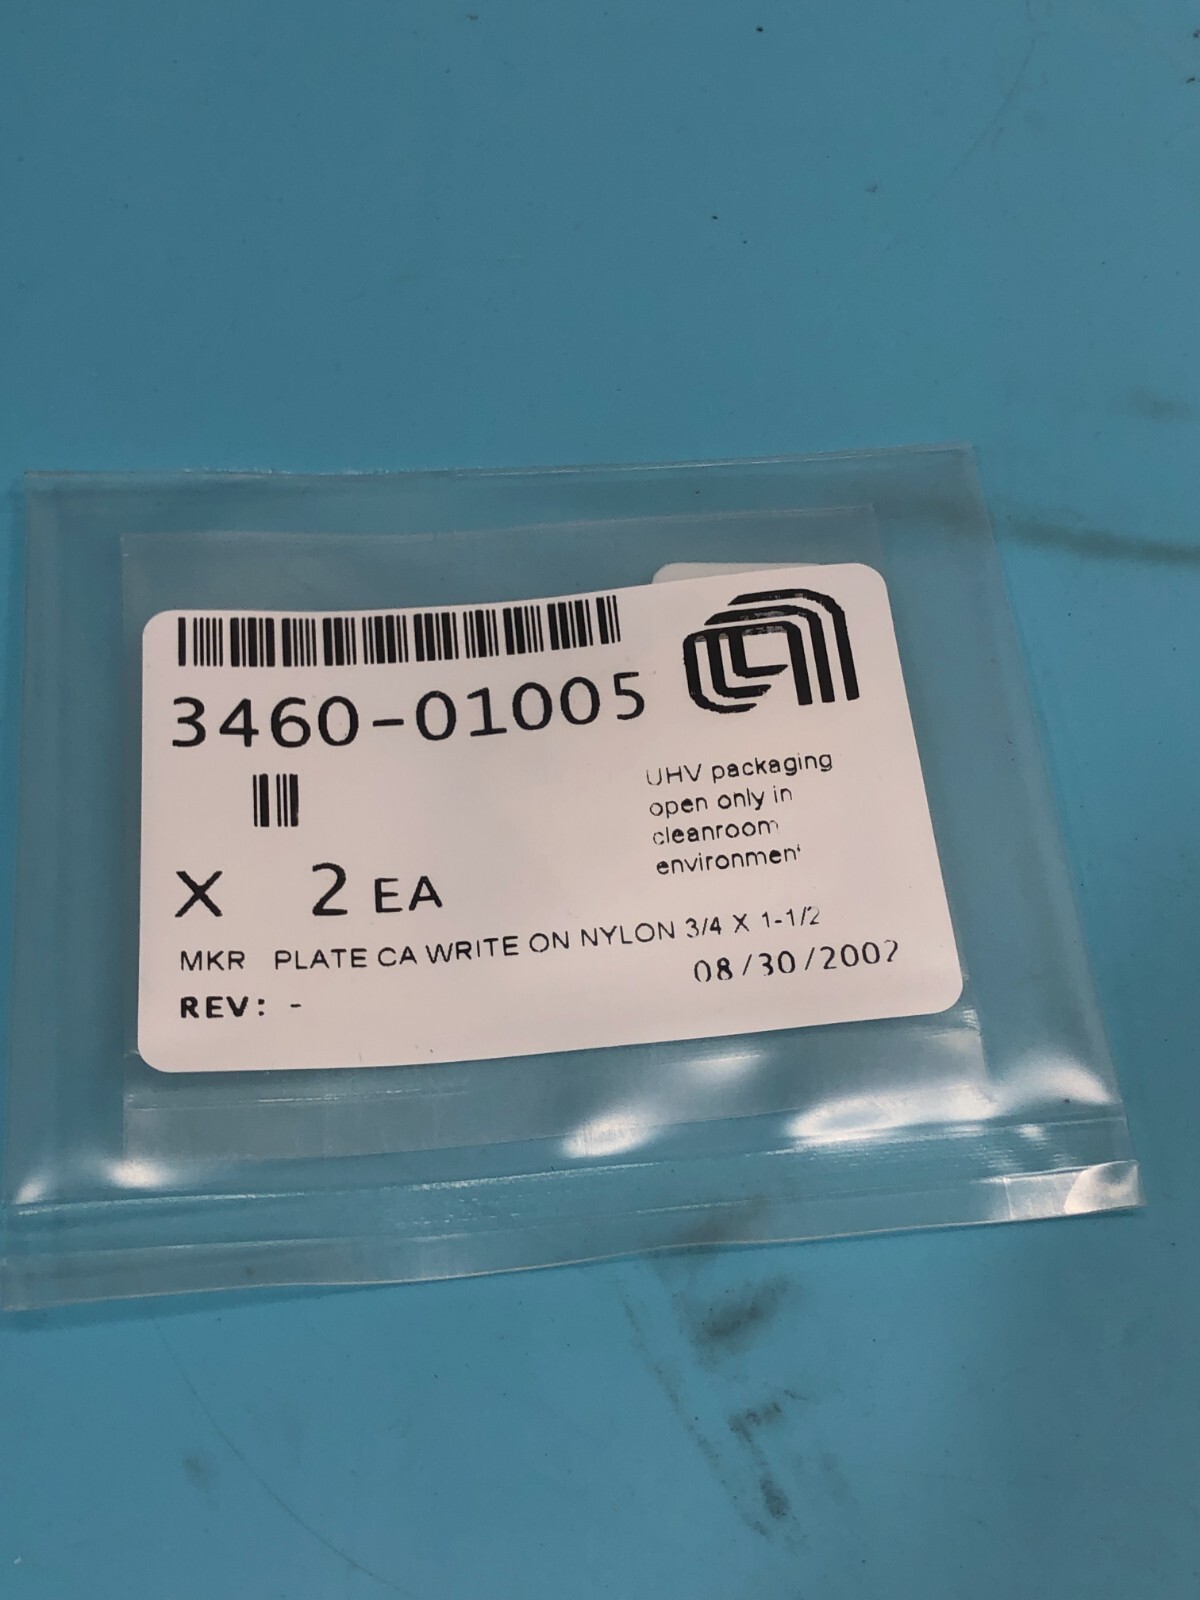 3460-01005
UHV packaging
open only in
cleanroom
environment
X 2 EA
MKR PLATE CA WRITE ON NYLON 3/4 X 1-1/2
08/30/2002
REV: -